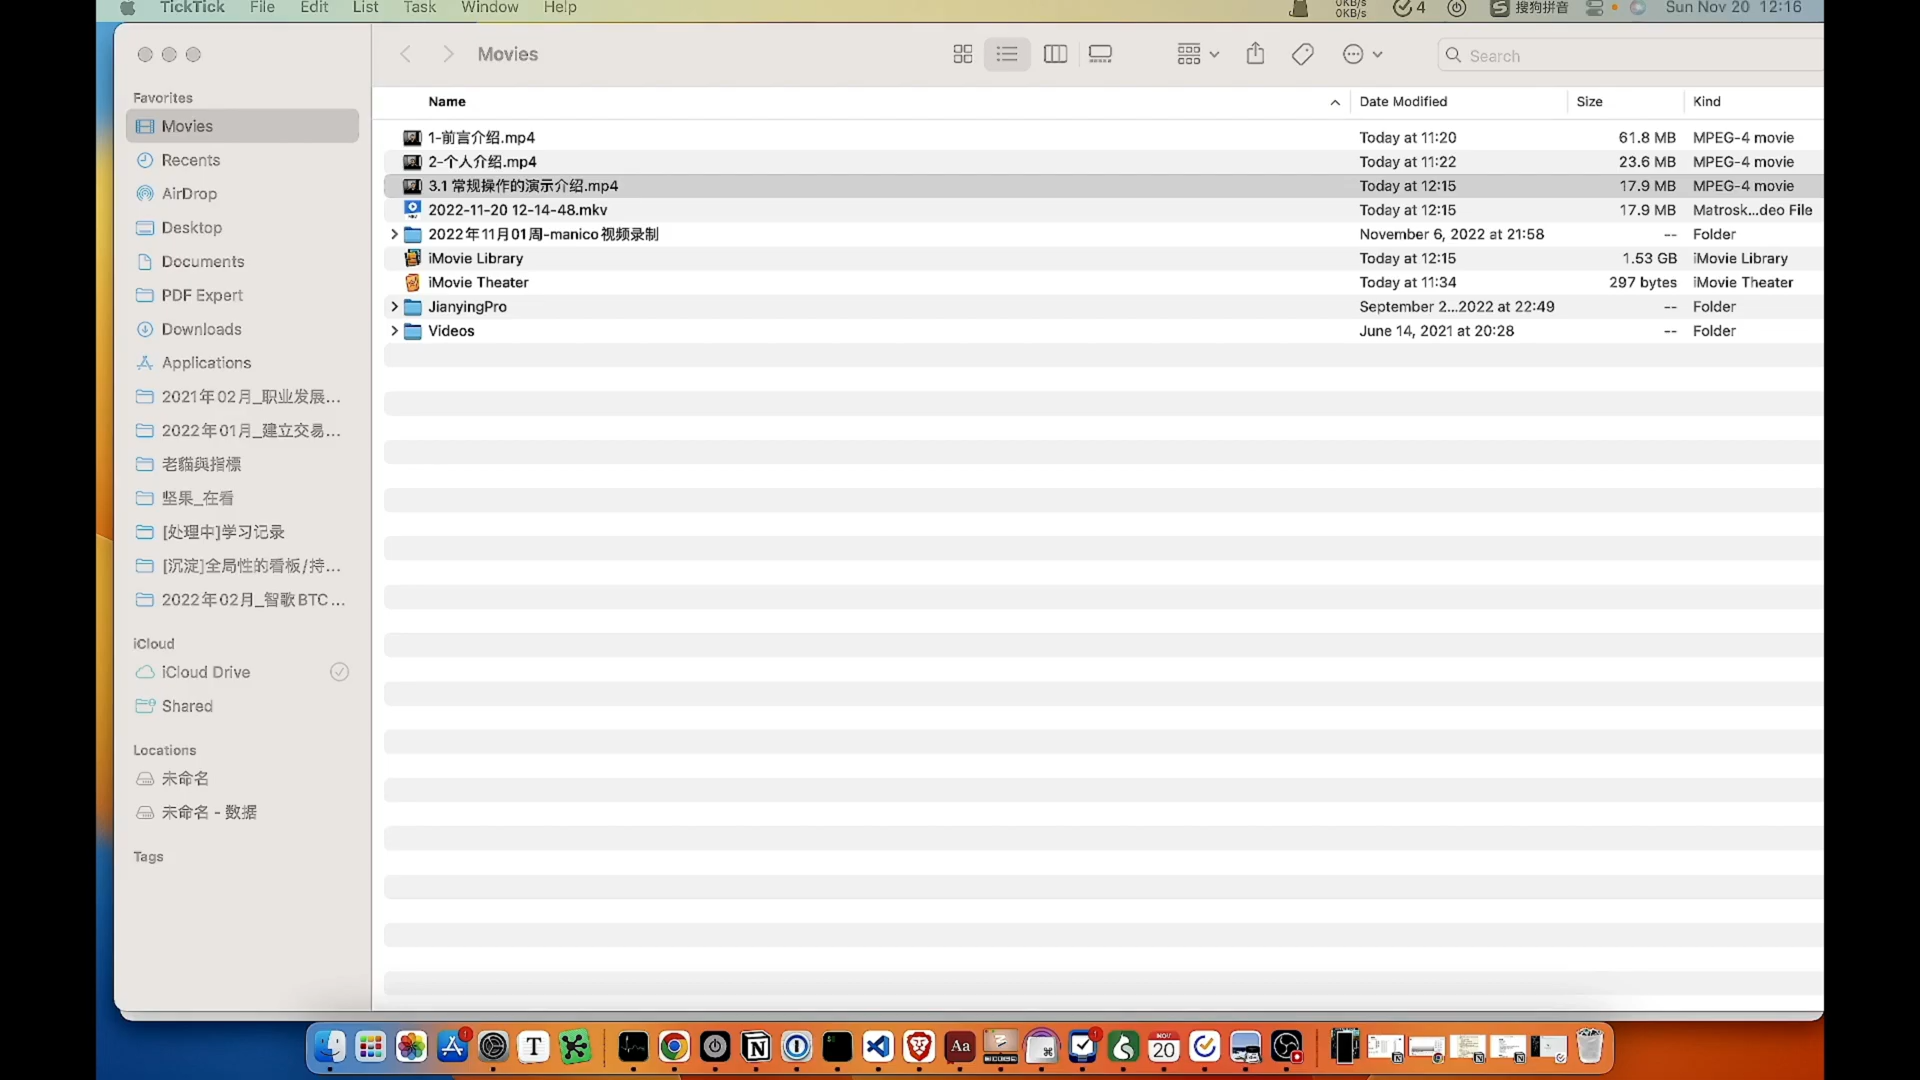 TickTick File Edit List Task Window Help 0KB/s 0KB/s 4 搜狗拼音 Sun Nov 20 12:16
Movies Search
Favorites
Movies
Recents
AirDrop
Desktop
Documents
PDF Expert
Downloads
Applications
2021年02月_职业发展...
2022年01月_建立交易...
老貓與指標
坚果_在看
[处理中]学习记录
[沉淀]全局性的看板/持...
2022年02月_智歌BTC...
iCloud
iCloud Drive
Shared
Locations
未命名
未命名 - 数据
Tags
Name Date Modified Size Kind
1-前言介绍.mp4 Today at 11:20 61.8 MB MPEG-4 movie
2-个人介绍.mp4 Today at 11:22 23.6 MB MPEG-4 movie
3.1 常规操作的演示介绍.mp4 Today at 12:15 17.9 MB MPEG-4 movie
2022-11-20 12-14-48.mkv Today at 12:15 17.9 MB Matrosk...deo File
2022年11月01周-manico视频录制 November 6, 2022 at 21:58 -- Folder
iMovie Library Today at 12:15 1.53 GB iMovie Library
iMovie Theater Today at 11:34 297 bytes iMovie Theater
JianyingPro September 2...2022 at 22:49 -- Folder
Videos June 14, 2021 at 20:28 -- Folder
1 T N Aa 1 NOV 20